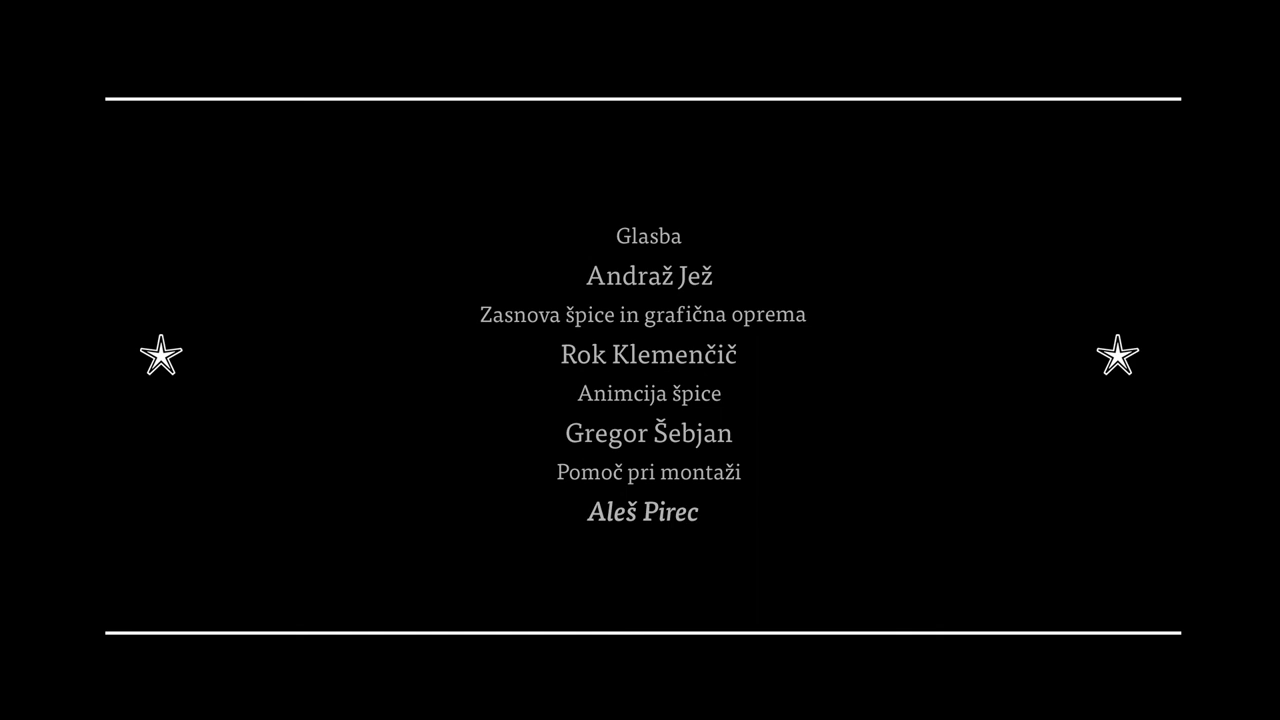 Glasba
Andraž Jež
Zasnova špice in grafična oprema
Rok Klemenčič
Animcija špice
Gregor Šebjan
Pomoč pri montaži
Aleš Pirec